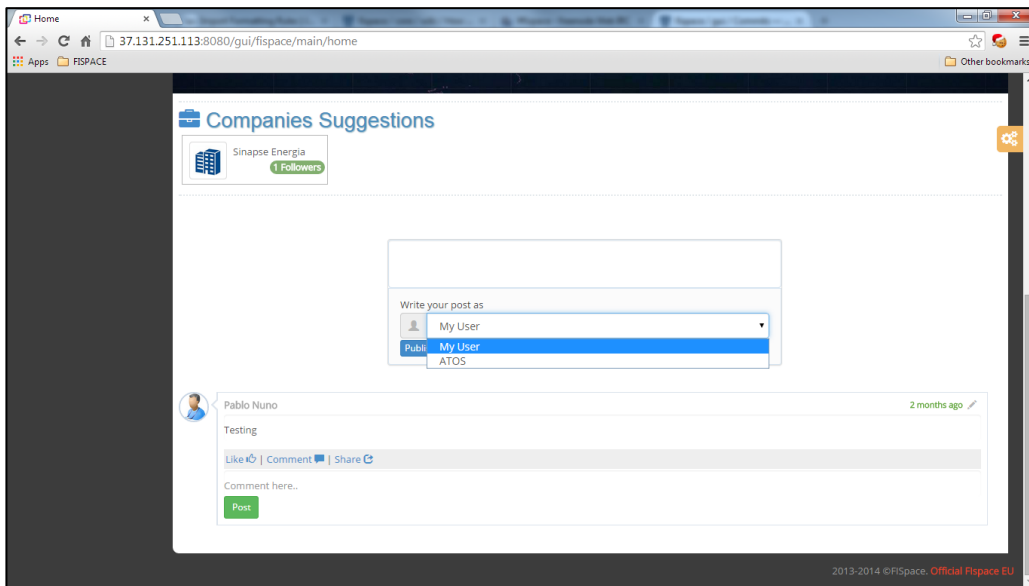 Home
37.131.251.113:8080/gui/fispace/main/home
Apps FISPACE Other bookmarks
Companies Suggestions
Sinapse Energia
1 Followers
Write your post as
My User
Publi My User
ATOS
Pablo Nuno 2 months ago
Testing
Like | Comment | Share
Comment here..
Post
2013-2014 ©FISpace. Official Fispace EU